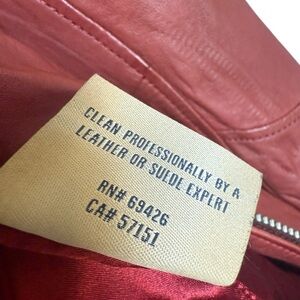 CLEAN PROFESSIONALLY BY A
LEATHER OR SUEDE EXPERT
RN# 69426
CA# 57151